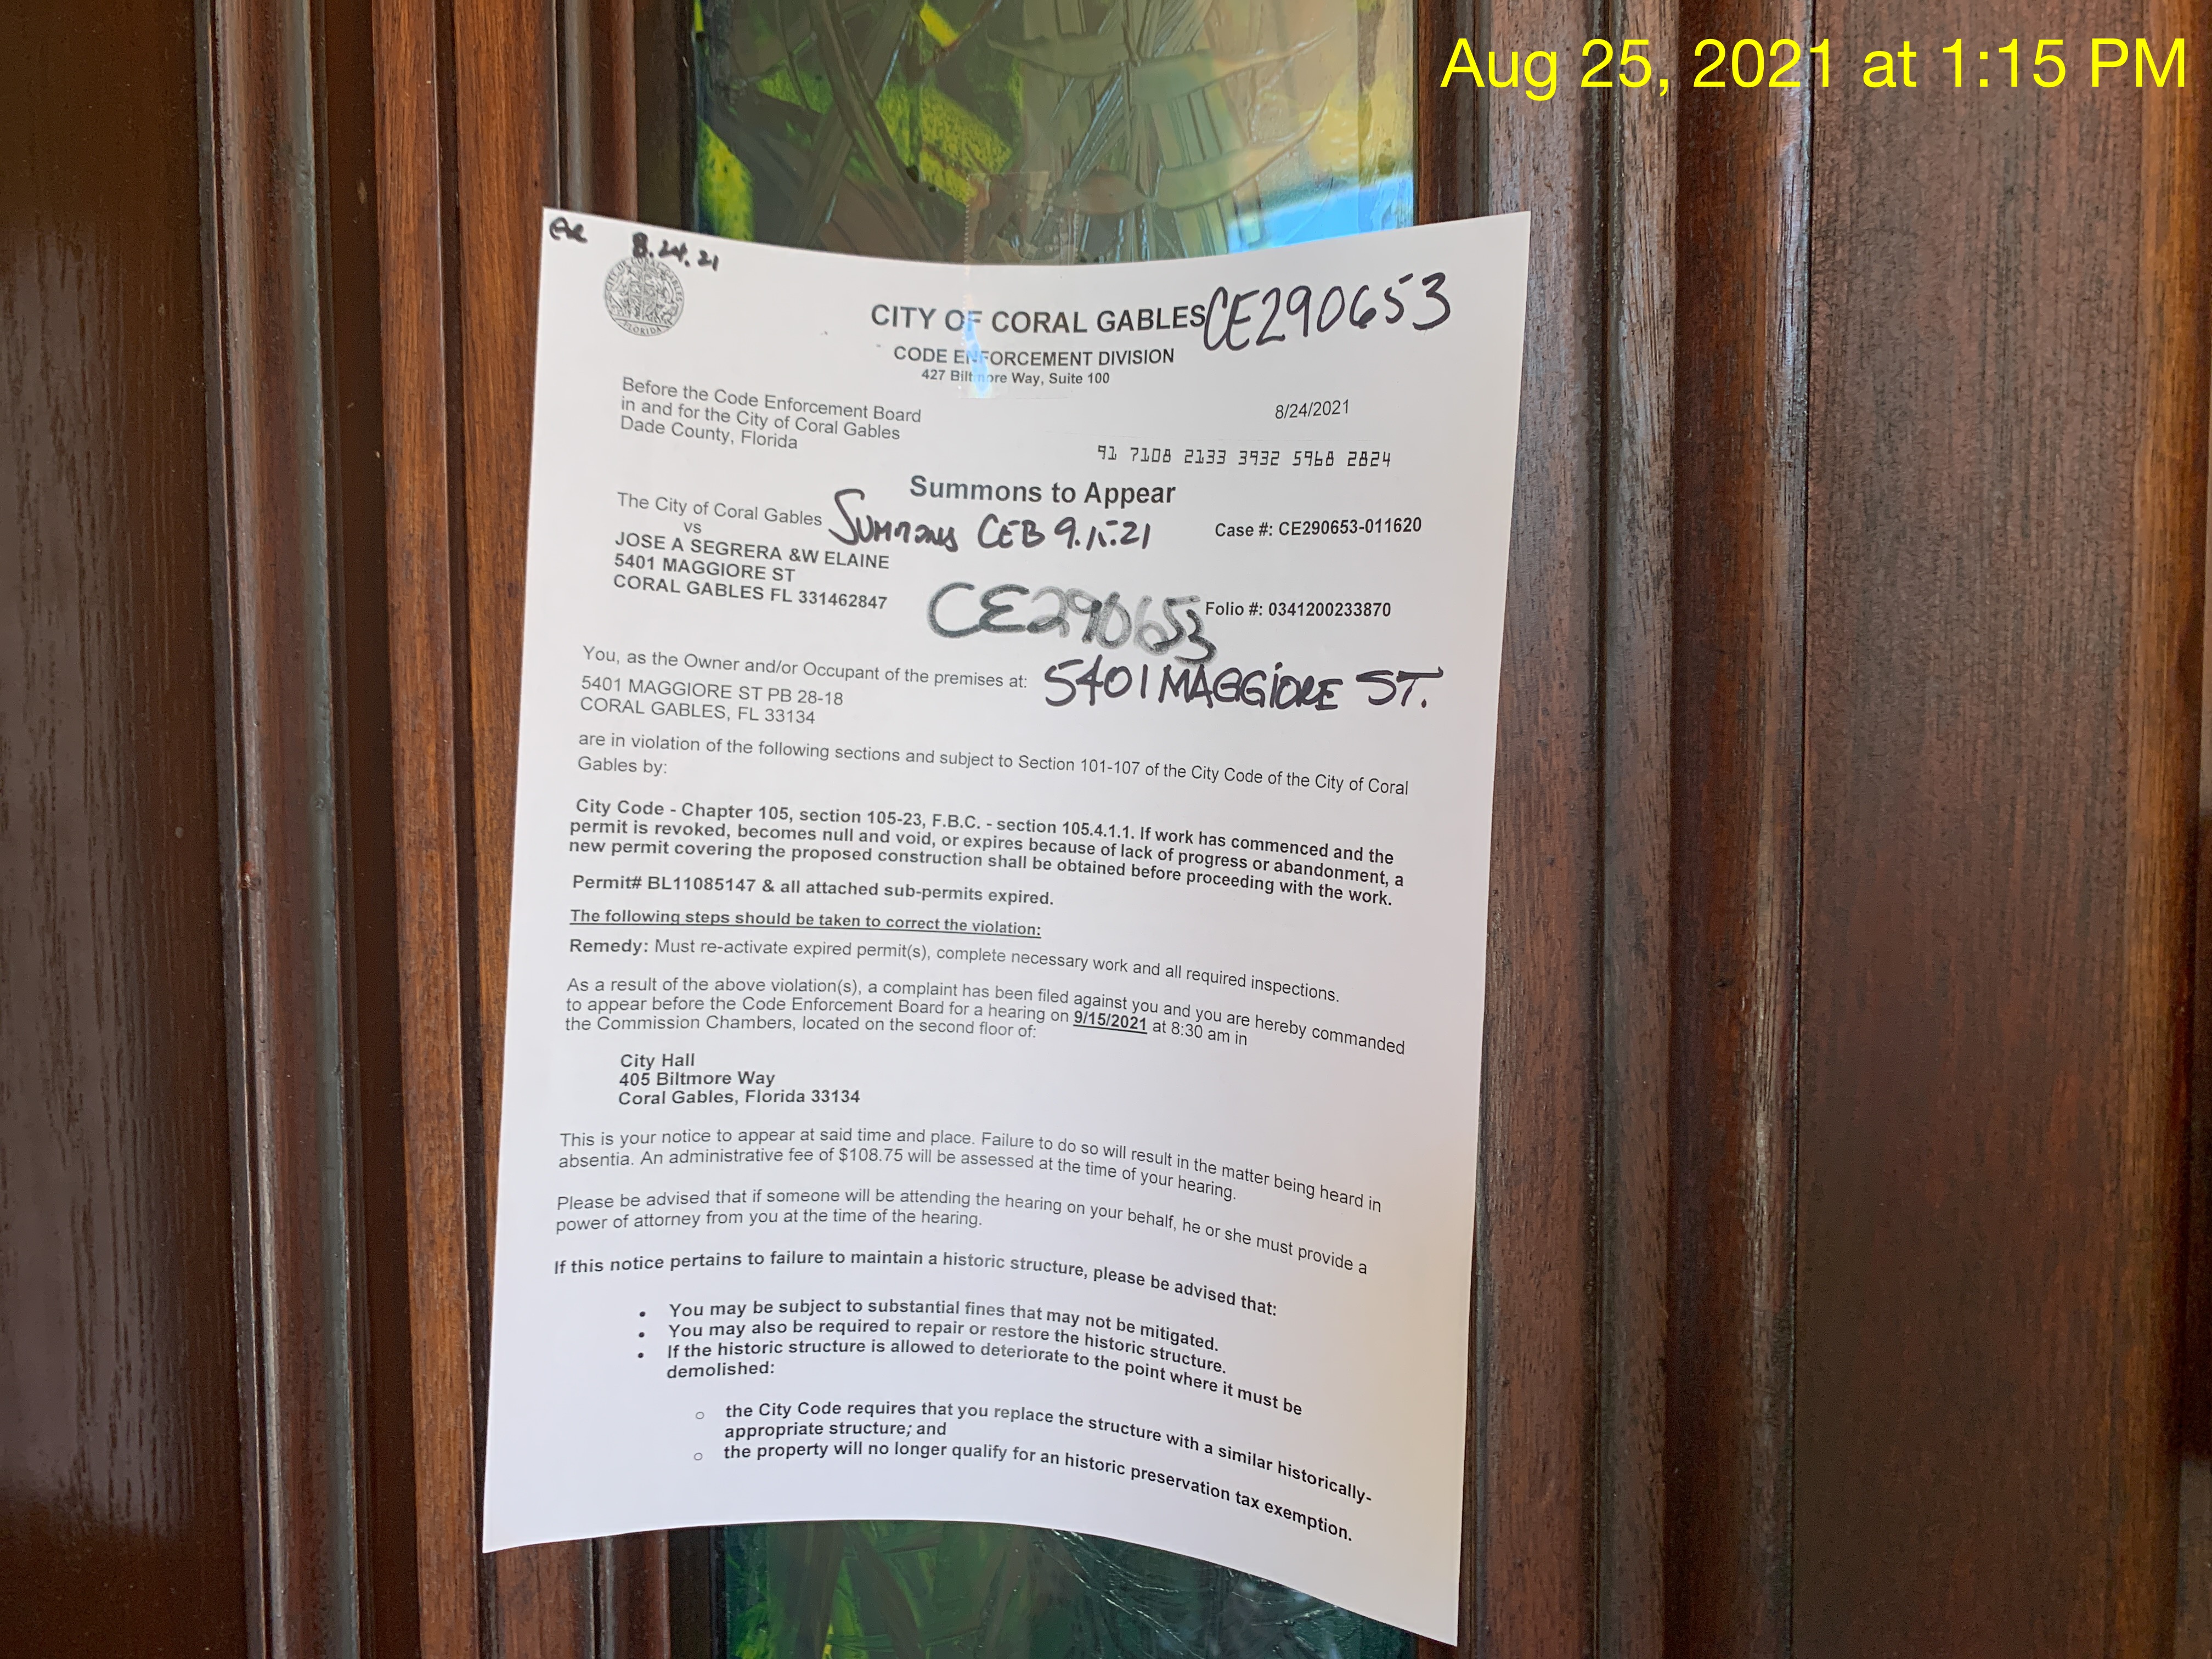 Aug 25, 2021 at 1:15 PM
8.24.21
FLORIDA
CITY OF CORAL GABLES CE290653
CODE ENFORCEMENT DIVISION
427 Biltmore Way, Suite 100
Before the Code Enforcement Board
in and for the City of Coral Gables
Dade County, Florida
8/24/2021
91 7108 2133 3932 5968 2824
Summons to Appear
The City of Coral Gables
vs
JOSE A SEGRERA &W ELAINE
5401 MAGGIORE ST
CORAL GABLES FL 331462847
Summons CEB 9.15.21
Case #: CE290653-011620
CE290653
Folio #: 0341200233870
You, as the Owner and/or Occupant of the premises at:
5401 MAGGIORE ST.
5401 MAGGIORE ST PB 28-18
CORAL GABLES, FL 33134
are in violation of the following sections and subject to Section 101-107 of the City Code of the City of Coral
Gables by:
City Code - Chapter 105, section 105-23, F.B.C. - section 105.4.1.1. If work has commenced and the
permit is revoked, becomes null and void, or expires because of lack of progress or abandonment, a
new permit covering the proposed construction shall be obtained before proceeding with the work.
Permit# BL11085147 & all attached sub-permits expired.
The following steps should be taken to correct the violation:
Remedy: Must re-activate expired permit(s), complete necessary work and all required inspections.
As a result of the above violation(s), a complaint has been filed against you and you are hereby commanded
to appear before the Code Enforcement Board for a hearing on 9/15/2021 at 8:30 am in
the Commission Chambers, located on the second floor of:
City Hall
405 Biltmore Way
Coral Gables, Florida 33134
This is your notice to appear at said time and place. Failure to do so will result in the matter being heard in
absentia. An administrative fee of $108.75 will be assessed at the time of your hearing.
Please be advised that if someone will be attending the hearing on your behalf, he or she must provide a
power of attorney from you at the time of the hearing.
If this notice pertains to failure to maintain a historic structure, please be advised that:
• You may be subject to substantial fines that may not be mitigated.
• You may also be required to repair or restore the historic structure.
• If the historic structure is allowed to deteriorate to the point where it must be
demolished:
o the City Code requires that you replace the structure with a similar historically-
appropriate structure; and
o the property will no longer qualify for an historic preservation tax exemption.